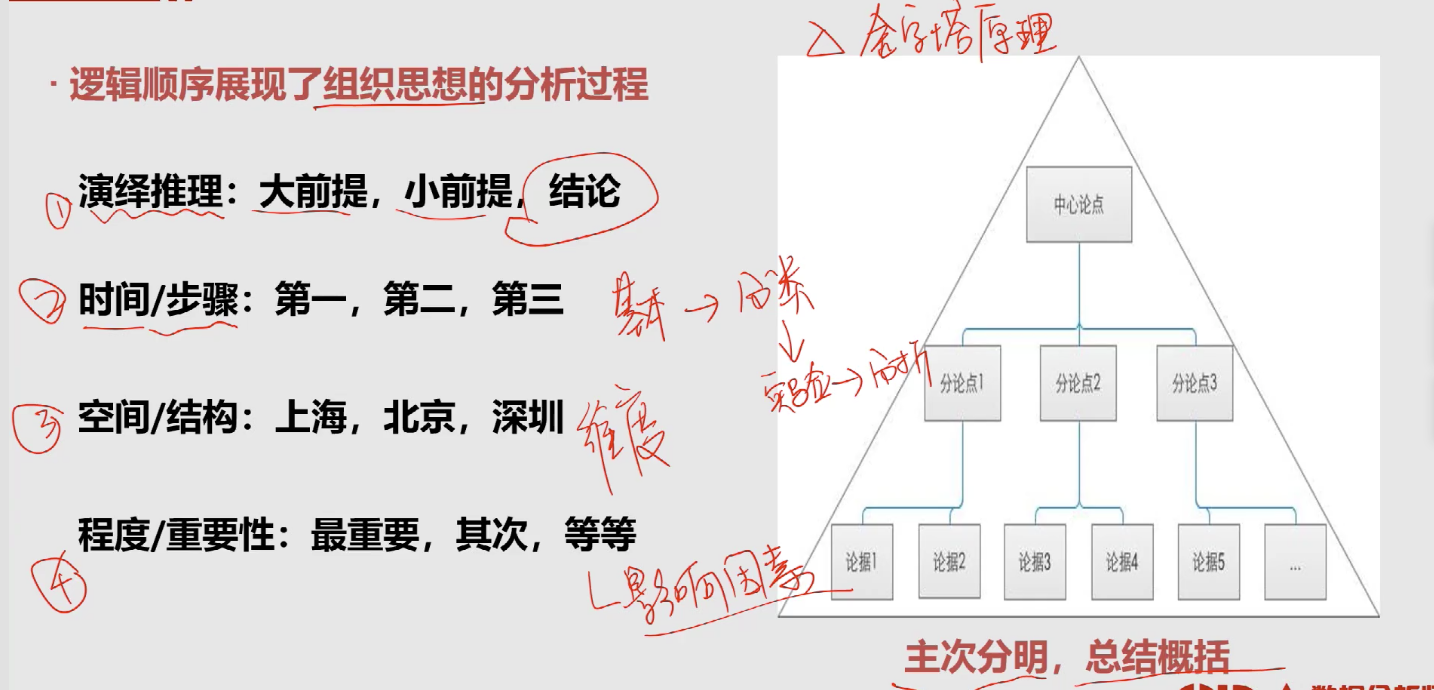 △ 金字塔原理
· 逻辑顺序展现了组织思想的分析过程
① 演绎推理：大前提，小前提，结论
② 时间/步骤：第一，第二，第三
基本 → 分类
↓
实验 → 分析
③ 空间/结构：上海，北京，深圳
维度
④ 程度/重要性：最重要，其次，等等
影响因素
中心论点
分论点1 分论点2 分论点3
论据1 论据2 论据3 论据4 论据5 ...
主次分明，总结概括